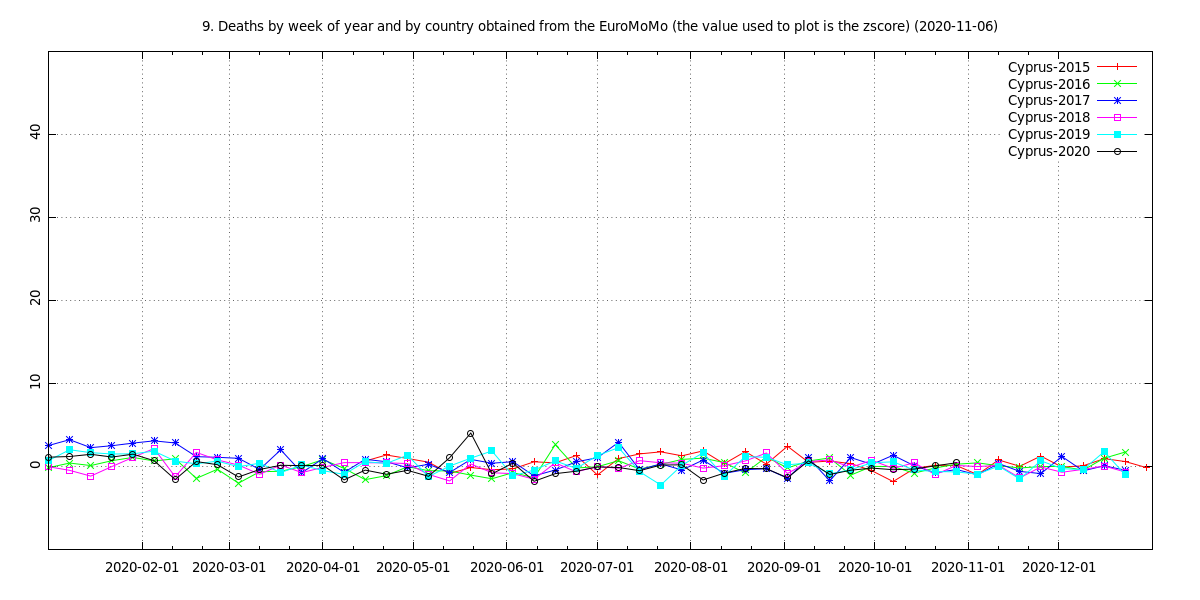 9. Deaths by week of year and by country obtained from the EuroMoMo (the value used to plot is the zscore) (2020-11-06)
Cyprus-2015
Cyprus-2016
Cyprus-2017
Cyprus-2018
Cyprus-2019
Cyprus-2020
40
30
20
10
0
2020-02-01 2020-03-01 2020-04-01 2020-05-01 2020-06-01 2020-07-01 2020-08-01 2020-09-01 2020-10-01 2020-11-01 2020-12-01